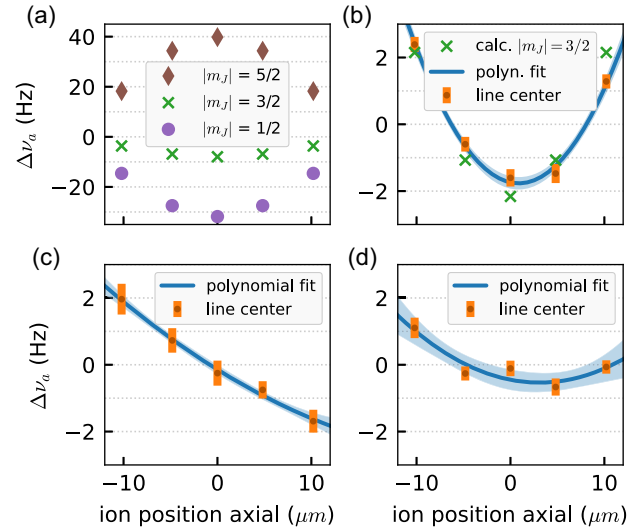 (a)
(b)
Δν_a (Hz)
40
20
0
−20
|m_J| = 5/2
|m_J| = 3/2
|m_J| = 1/2
−10
0
10
2
0
−2
calc. |m_J| = 3/2
polyn. fit
line center
−10
0
10
(c)
(d)
Δν_a (Hz)
2
0
−2
polynomial fit
line center
−10
0
10
ion position axial (μm)
2
0
−2
polynomial fit
line center
−10
0
10
ion position axial (μm)